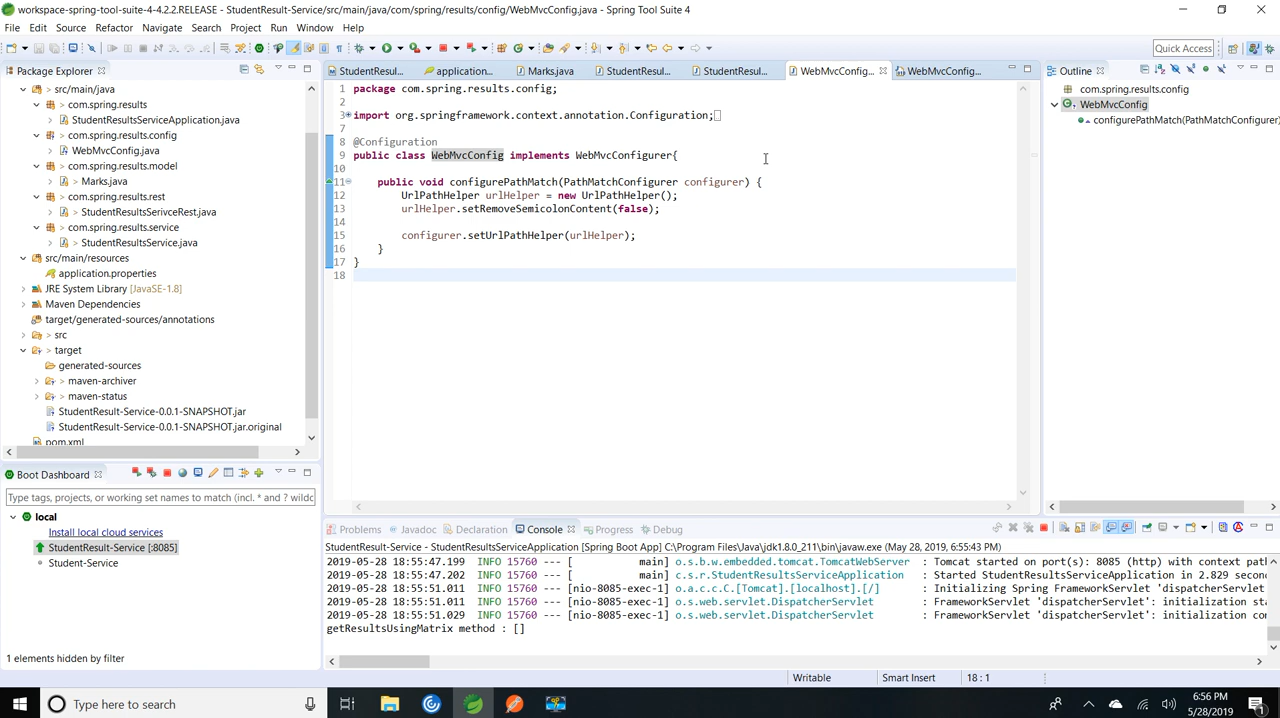 workspace-spring-tool-suite-4-4.2.2.RELEASE - StudentResult-Service/src/main/java/com/spring/results/config/WebMvcConfig.java - Spring Tool Suite 4
File Edit Source Refactor Navigate Search Project Run Window Help
Quick Access
Package Explorer
src/main/java
> com.spring.results
StudentResultsServiceApplication.java
> com.spring.results.config
WebMvcConfig.java
> com.spring.results.model
> Marks.java
> com.spring.results.rest
> StudentResultsSerivceRest.java
> com.spring.results.service
> StudentResultsService.java
src/main/resources
application.properties
JRE System Library [JavaSE-1.8]
Maven Dependencies
target/generated-sources/annotations
> src
> target
generated-sources
> maven-archiver
> maven-status
StudentResult-Service-0.0.1-SNAPSHOT.jar
StudentResult-Service-0.0.1-SNAPSHOT.jar.original
pom.xml
Boot Dashboard
Type tags, projects, or working set names to match (incl. * and ? wildc
local
Install local cloud services
StudentResult-Service [:8085]
Student-Service
1 elements hidden by filter
StudentResul... application.... Marks.java StudentResul... StudentResul... WebMvcConfig.... WebMvcConfig....
1 package com.spring.results.config;
2
3 import org.springframework.context.annotation.Configuration;
7
8 @Configuration
9 public class WebMvcConfig implements WebMvcConfigurer{
10
11 public void configurePathMatch(PathMatchConfigurer configurer) {
12 UrlPathHelper urlHelper = new UrlPathHelper();
13 urlHelper.setRemoveSemicolonContent(false);
14
15 configurer.setUrlPathHelper(urlHelper);
16 }
17 }
18
Outline
com.spring.results.config
WebMvcConfig
configurePathMatch(PathMatchConfigurer)
Problems Javadoc Declaration Console Progress Debug
StudentResult-Service - StudentResultsServiceApplication [Spring Boot App] C:\Program Files\Java\jdk1.8.0_211\bin\javaw.exe (May 28, 2019, 6:55:43 PM)
2019-05-28 18:55:47.199 INFO 15760 --- [ main] o.s.b.w.embedded.tomcat.TomcatWebServer : Tomcat started on port(s): 8085 (http) with context pat
2019-05-28 18:55:47.202 INFO 15760 --- [ main] c.s.r.StudentResultsServiceApplication : Started StudentResultsServiceApplication in 2.829 secon
2019-05-28 18:55:51.011 INFO 15760 --- [nio-8085-exec-1] o.a.c.c.C.[Tomcat].[localhost].[/] : Initializing Spring FrameworkServlet 'dispatcherServlet
2019-05-28 18:55:51.011 INFO 15760 --- [nio-8085-exec-1] o.s.web.servlet.DispatcherServlet : FrameworkServlet 'dispatcherServlet': initialization sta
2019-05-28 18:55:51.029 INFO 15760 --- [nio-8085-exec-1] o.s.web.servlet.DispatcherServlet : FrameworkServlet 'dispatcherServlet': initialization com
getResultsUsingMatrix method : []
Writable Smart Insert 18 : 1
Type here to search
6:56 PM
5/28/2019